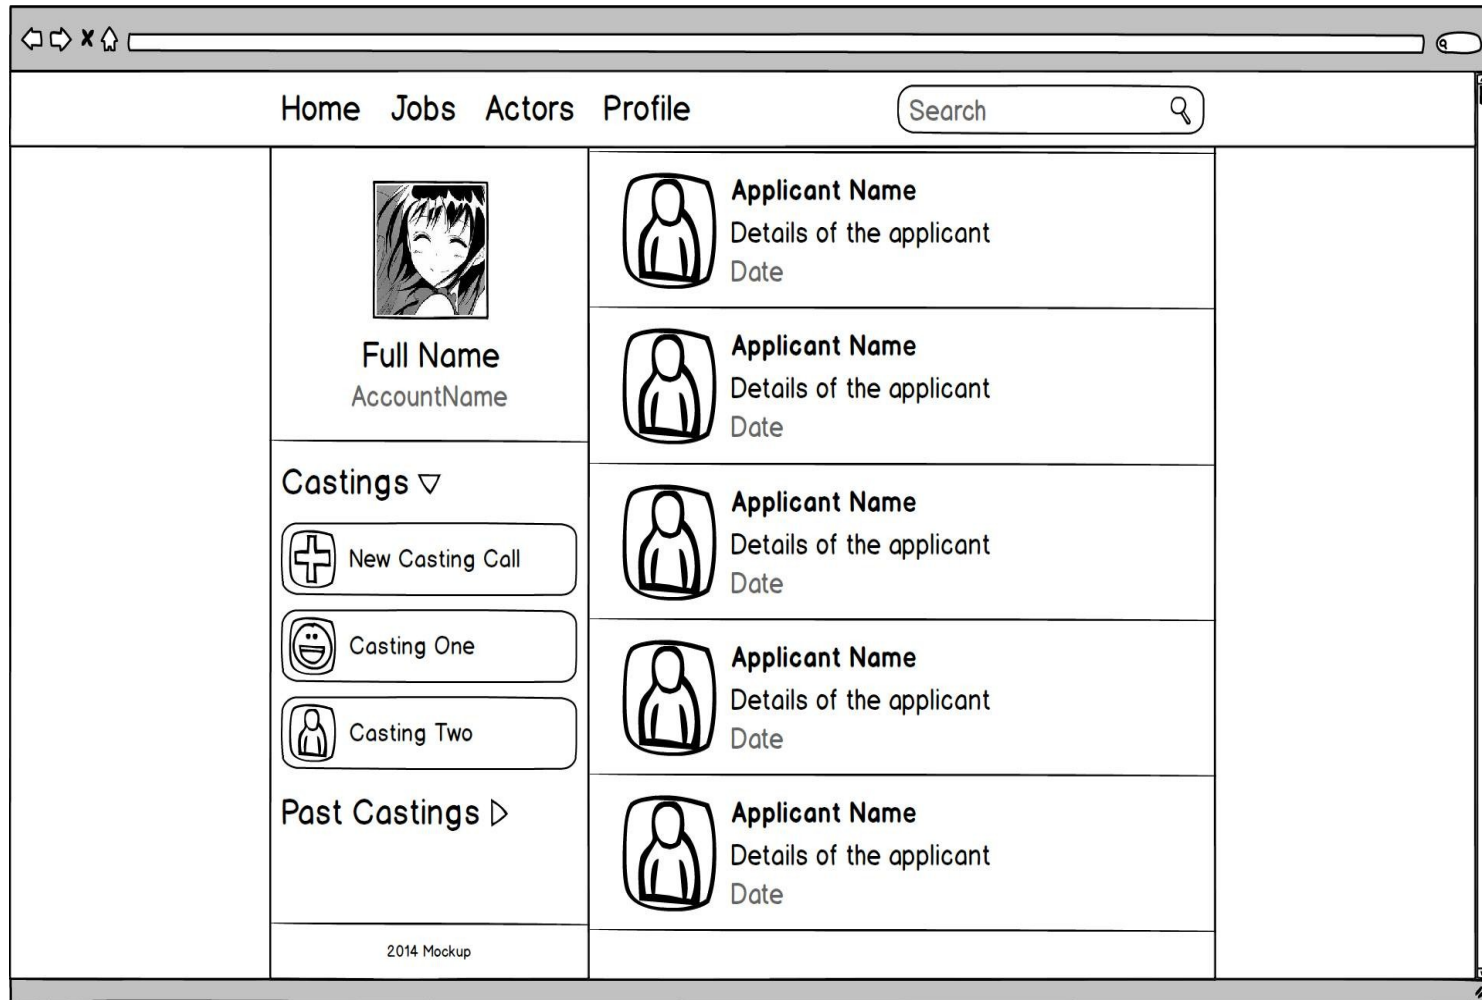 Home Jobs Actors Profile Search
Full Name
AccountName
Castings
New Casting Call
Casting One
Casting Two
Past Castings
2014 Mockup
Applicant Name
Details of the applicant
Date
Applicant Name
Details of the applicant
Date
Applicant Name
Details of the applicant
Date
Applicant Name
Details of the applicant
Date
Applicant Name
Details of the applicant
Date